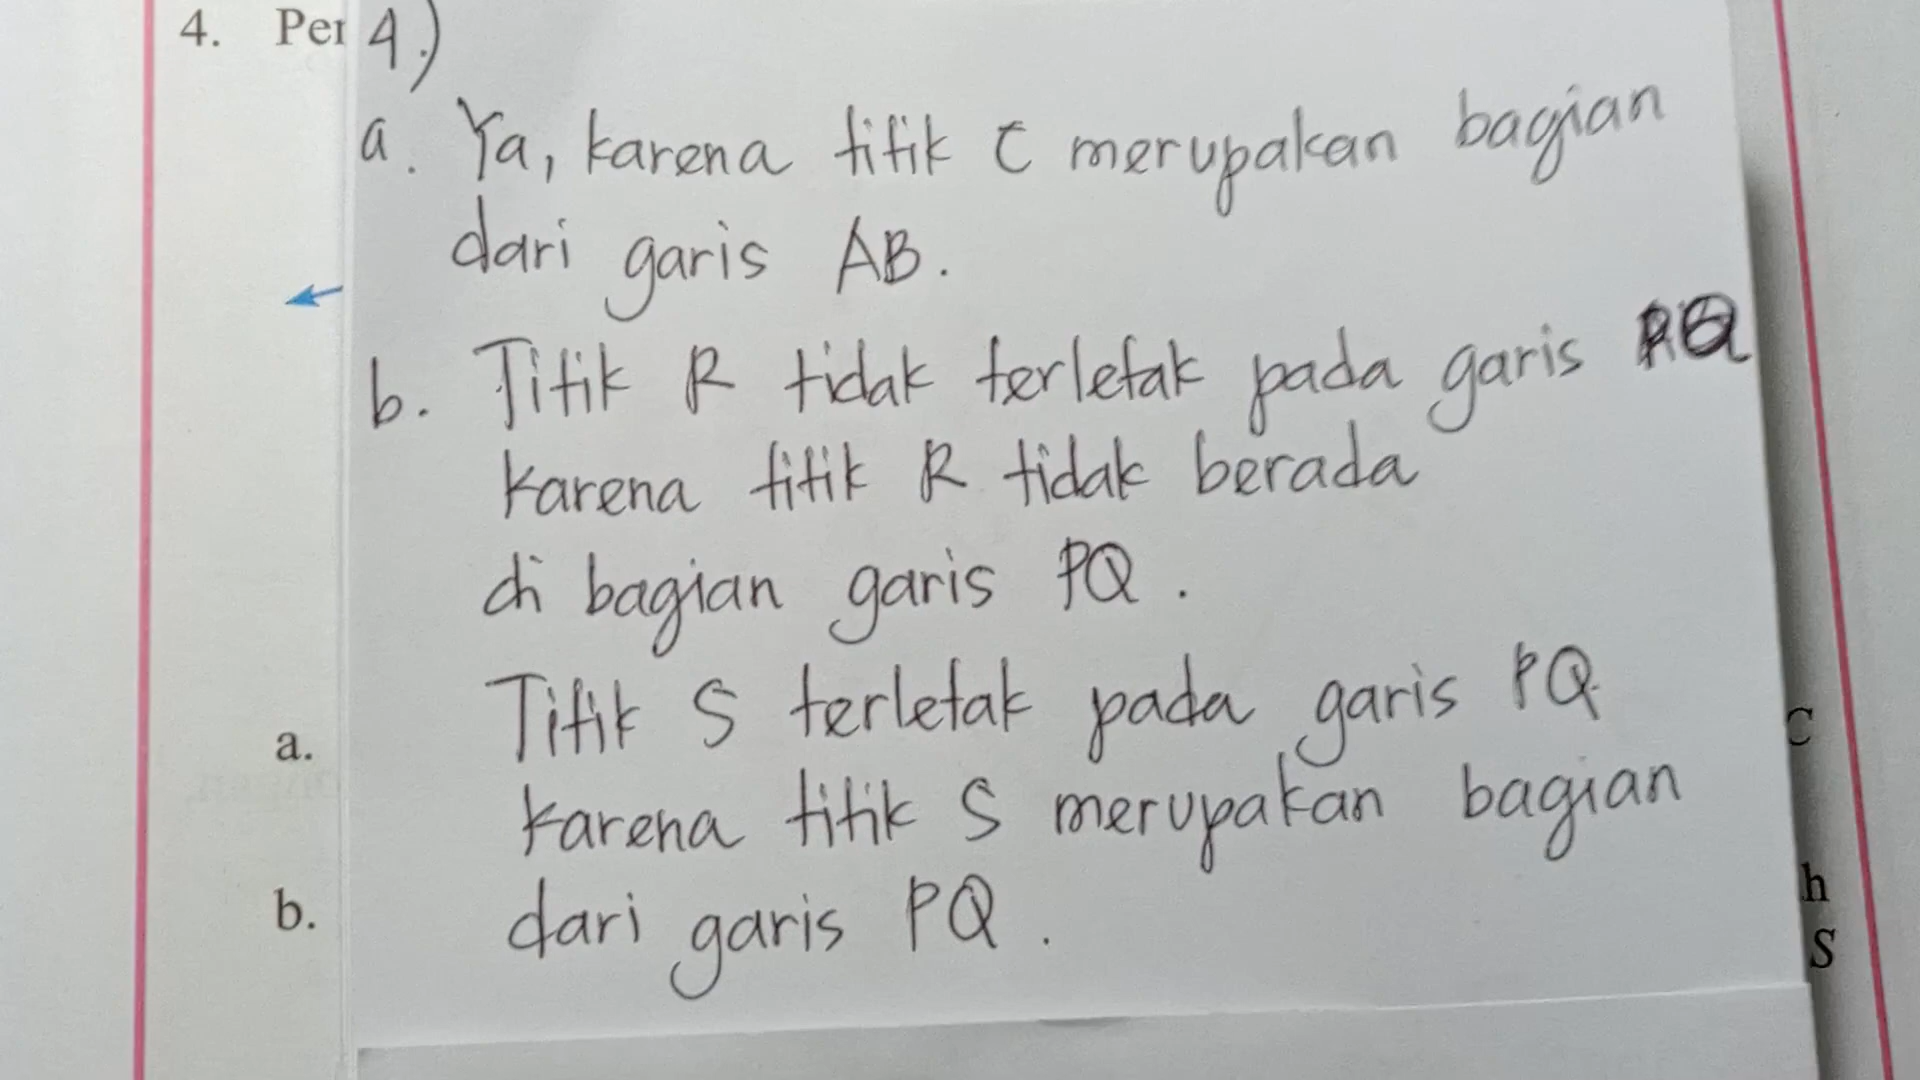 4. Per
4.)
a. Ya, karena titik C merupakan bagian
dari garis AB.
b. Titik R tidak terletak pada garis PQ
karena titik R tidak berada
di bagian garis PQ.
Titik S terletak pada garis PQ
karena titik S merupakan bagian
dari garis PQ.
a.
C
b.
h
S